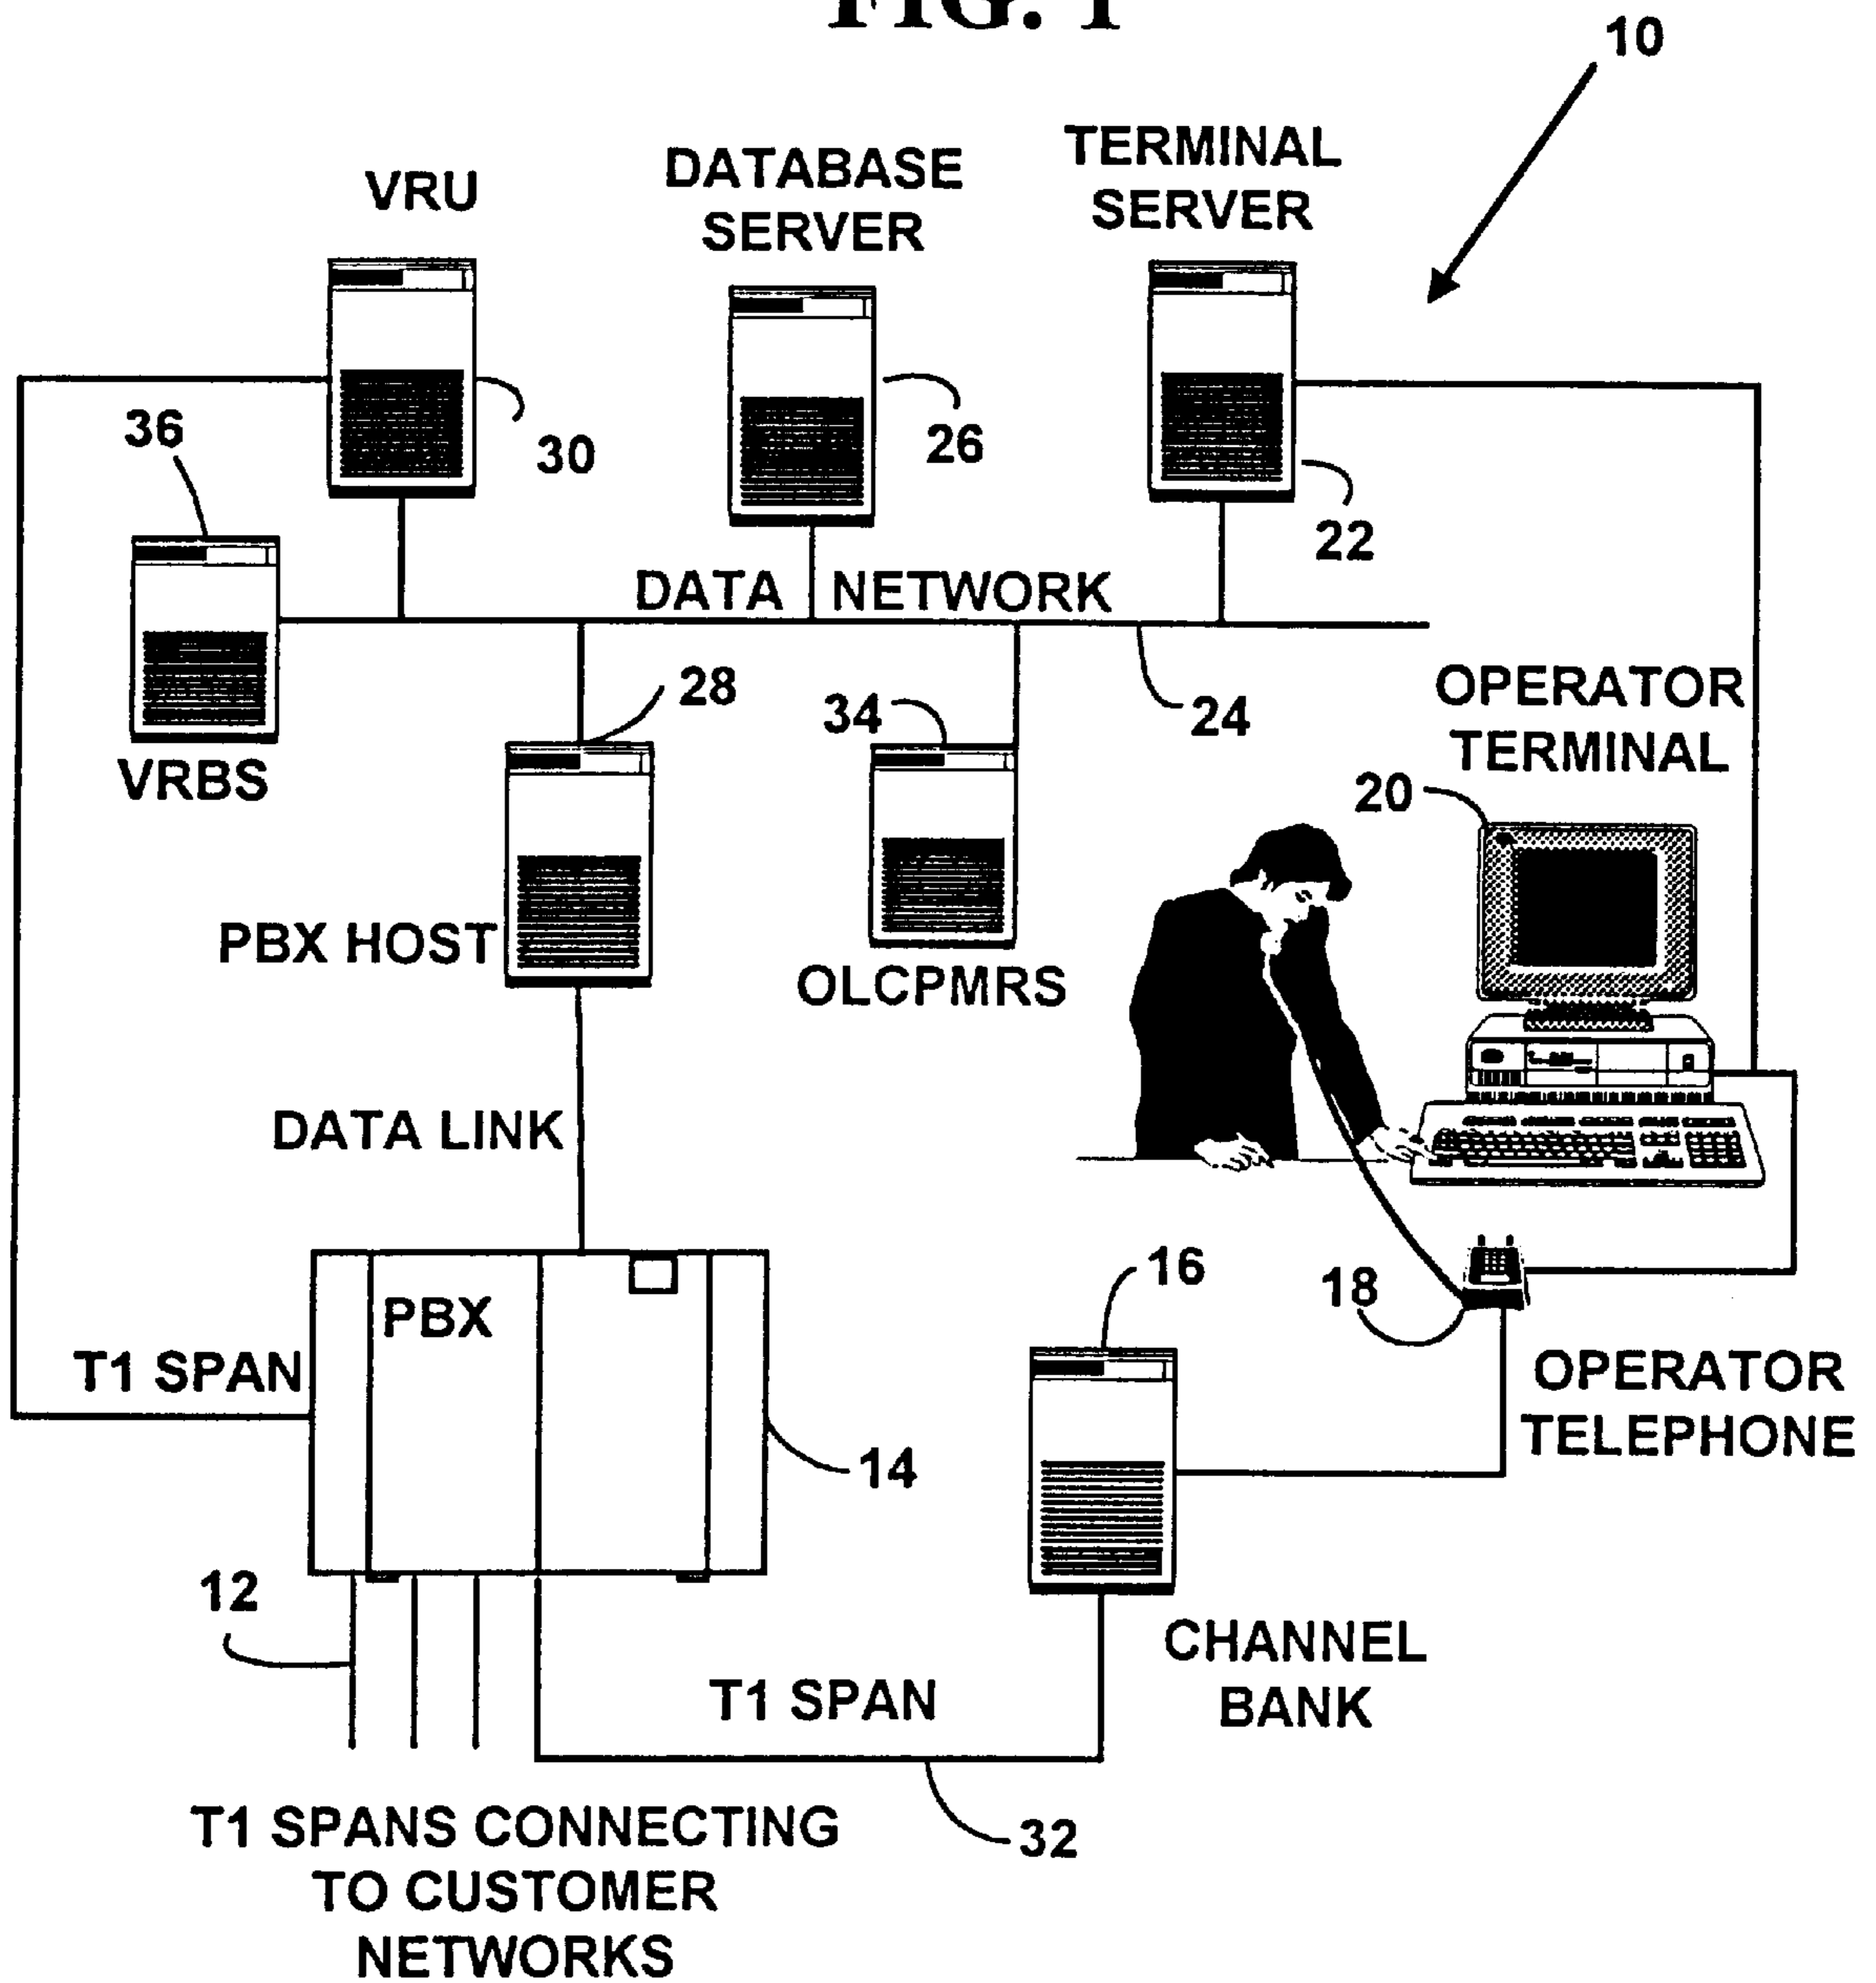 FIG. 1
10
VRU
DATABASE
SERVER
TERMINAL
SERVER
36
30
26
22
DATA NETWORK
VRBS
28
34
24
OPERATOR
TERMINAL
20
PBX HOST
OLCPMRS
DATA LINK
PBX
16
18
T1 SPAN
OPERATOR
TELEPHONE
14
12
CHANNEL
BANK
T1 SPAN
32
T1 SPANS CONNECTING
TO CUSTOMER
NETWORKS